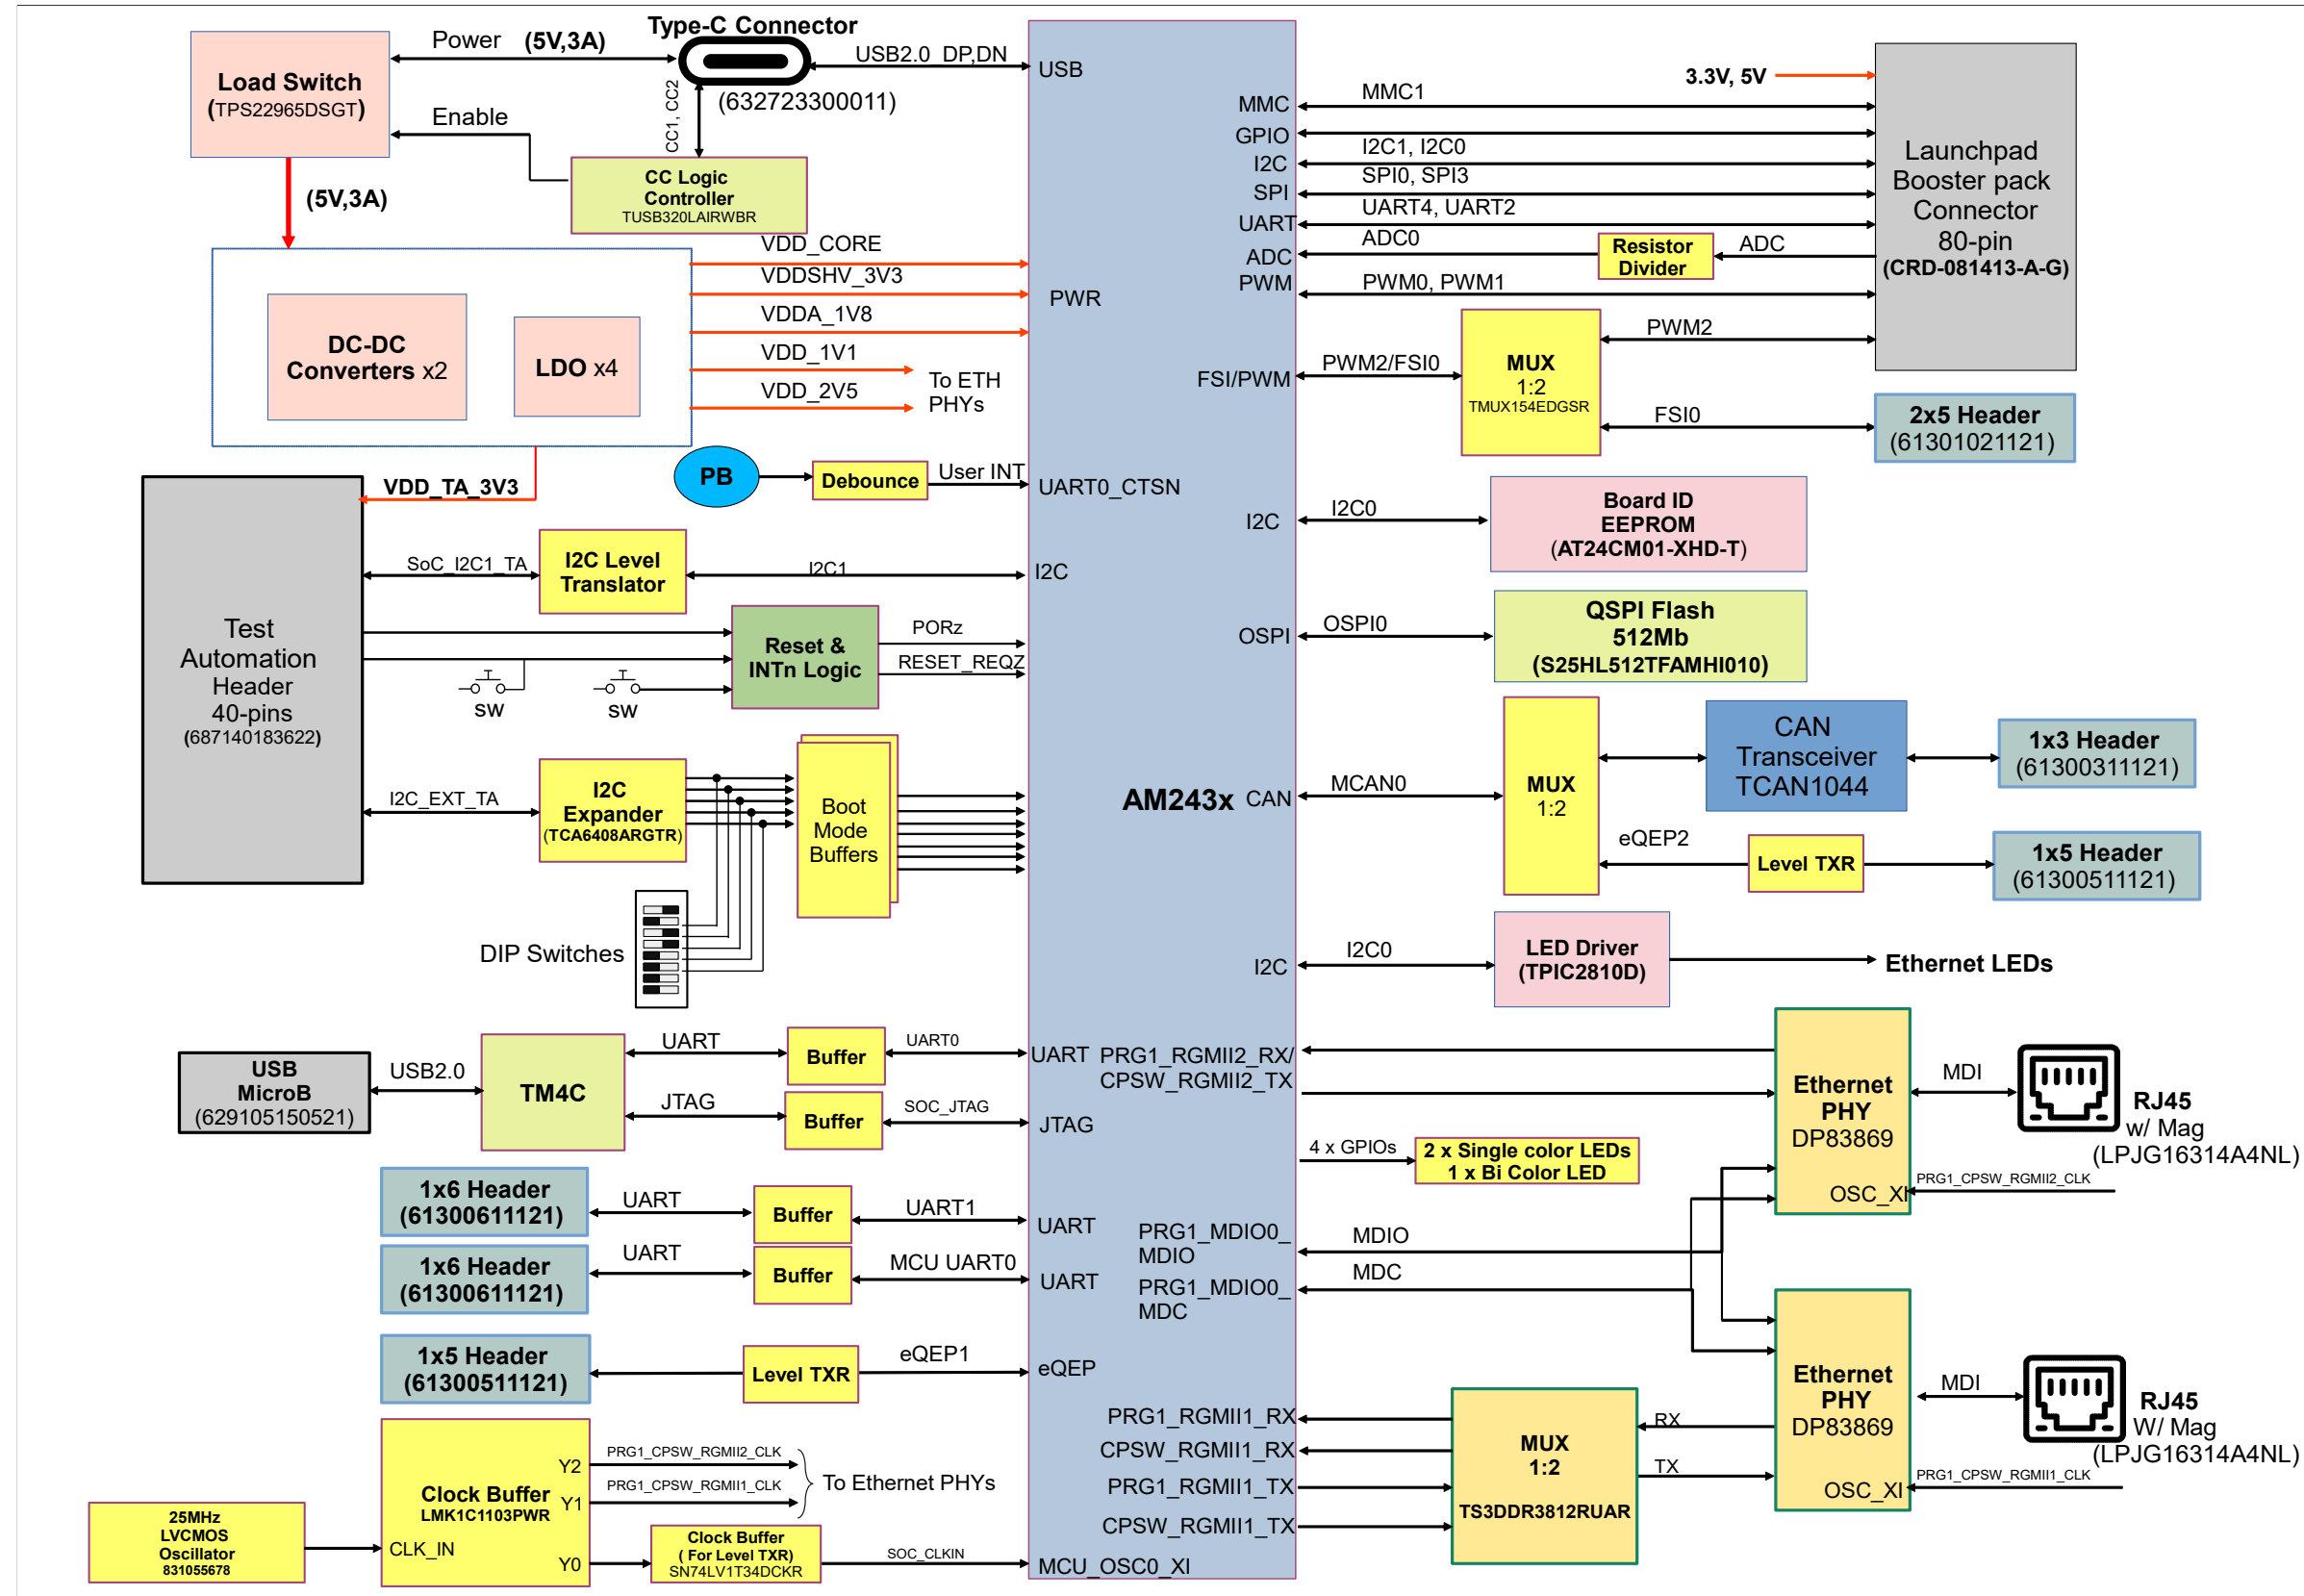 Type-C Connector
Power
(5V,3A)
USB2.0_DP,DN
USB
Load Switch
(TPS22965DSGT)
(632723300011)
CC1, CC2
Enable
CC Logic
Controller
TUSB320LAIRWBR
(5V,3A)
VDD_CORE
VDDSHV_3V3
VDDA_1V8
VDD_1V1
VDD_2V5
PWR
To ETH
PHYs
DC-DC
Converters x2
LDO x4
VDD_TA_3V3
PB
Debounce
User INT
UART0_CTSN
Test
Automation
Header
40-pins
(687140183622)
SoC_I2C1_TA
I2C Level
Translator
I2C1
I2C
Reset &
INTn Logic
PORz
RESET_REQZ
SW
SW
I2C_EXT_TA
I2C
Expander
(TCA6408ARGTR)
Boot
Mode
Buffers
DIP Switches
USB
MicroB
(629105150521)
USB2.0
TM4C
UART
Buffer
UART0
UART
JTAG
Buffer
SOC_JTAG
JTAG
1x6 Header
(61300611121)
UART
Buffer
UART1
UART
1x6 Header
(61300611121)
UART
Buffer
MCU UART0
UART
1x5 Header
(61300511121)
Level TXR
eQEP1
eQEP
25MHz
LVCMOS
Oscillator
831055678
CLK_IN
Clock Buffer
LMK1C1103PWR
Y2
Y1
Y0
PRG1_CPSW_RGMII2_CLK
PRG1_CPSW_RGMII1_CLK
To Ethernet PHYs
Clock Buffer
( For Level TXR)
SN74LV1T34DCKR
SOC_CLKIN
MCU_OSC0_XI
AM243x
3.3V, 5V
MMC
MMC1
GPIO
I2C
I2C1, I2C0
SPI
SPI0, SPI3
UART
UART4, UART2
ADC
ADC0
Resistor
Divider
ADC
PWM
PWM0, PWM1
Launchpad
Booster pack
Connector
80-pin
(CRD-081413-A-G)
FSI/PWM
PWM2/FSI0
MUX
1:2
TMUX154EDGSR
PWM2
FSI0
2x5 Header
(61301021121)
I2C
I2C0
Board ID
EEPROM
(AT24CM01-XHD-T)
OSPI
OSPI0
QSPI Flash
512Mb
(S25HL512TFAMHI010)
CAN
MCAN0
MUX
1:2
CAN
Transceiver
TCAN1044
1x3 Header
(61300311121)
eQEP2
Level TXR
1x5 Header
(61300511121)
I2C
I2C0
LED Driver
(TPIC2810D)
Ethernet LEDs
PRG1_RGMII2_RX/
CPSW_RGMII2_TX
Ethernet
PHY
DP83869
OSC_XI
MDI
RJ45
w/ Mag
(LPJG16314A4NL)
PRG1_CPSW_RGMII2_CLK
4 x GPIOs
2 x Single color LEDs
1 x Bi Color LED
PRG1_MDIO0_
MDIO
MDIO
PRG1_MDIO0_
MDC
MDC
Ethernet
PHY
DP83869
OSC_XI
MDI
RJ45
W/ Mag
(LPJG16314A4NL)
PRG1_CPSW_RGMII1_CLK
PRG1_RGMII1_RX
CPSW_RGMII1_RX
PRG1_RGMII1_TX
CPSW_RGMII1_TX
MUX
1:2
TS3DDR3812RUAR
RX
TX